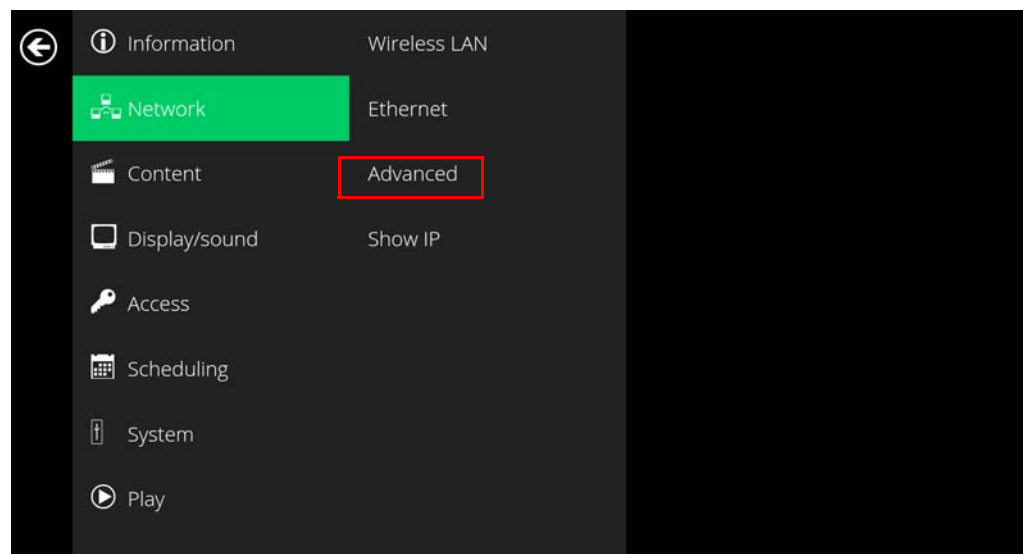 Information
Network
Content
Display/sound
Access
Scheduling
System
Play
Wireless LAN
Ethernet
Advanced
Show IP